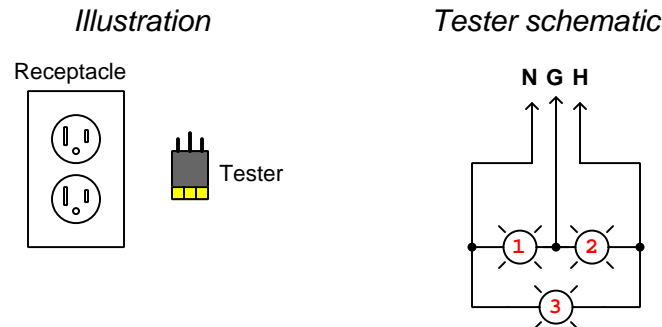 Illustration
Tester schematic
Receptacle
Tester
N G H
1 2
3